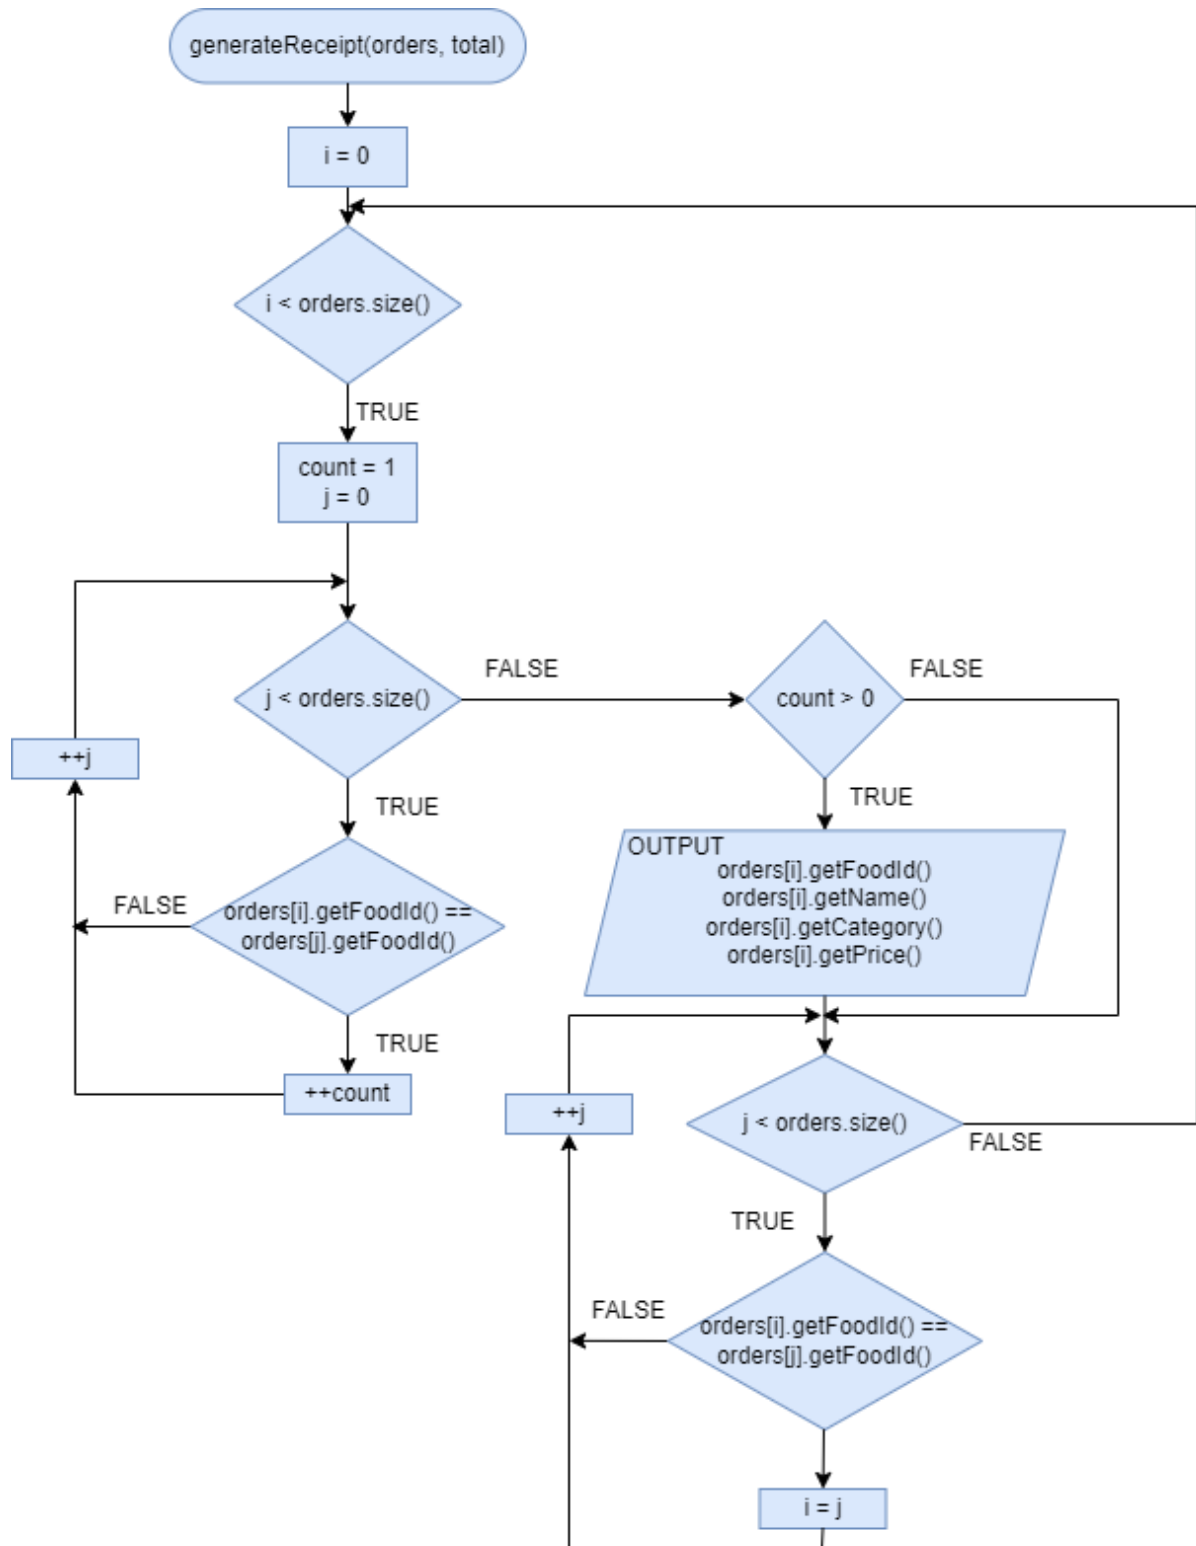 generateReceipt(orders, total)
i = 0
i < orders.size()
TRUE
count = 1
j = 0
j < orders.size()
FALSE
count > 0
FALSE
++j
TRUE
TRUE
OUTPUT
orders[i].getFoodId()
orders[i].getName()
orders[i].getCategory()
orders[i].getPrice()
FALSE
orders[i].getFoodId() ==
orders[j].getFoodId()
TRUE
++count
++j
j < orders.size()
FALSE
TRUE
FALSE
orders[i].getFoodId() ==
orders[j].getFoodId()
i = j